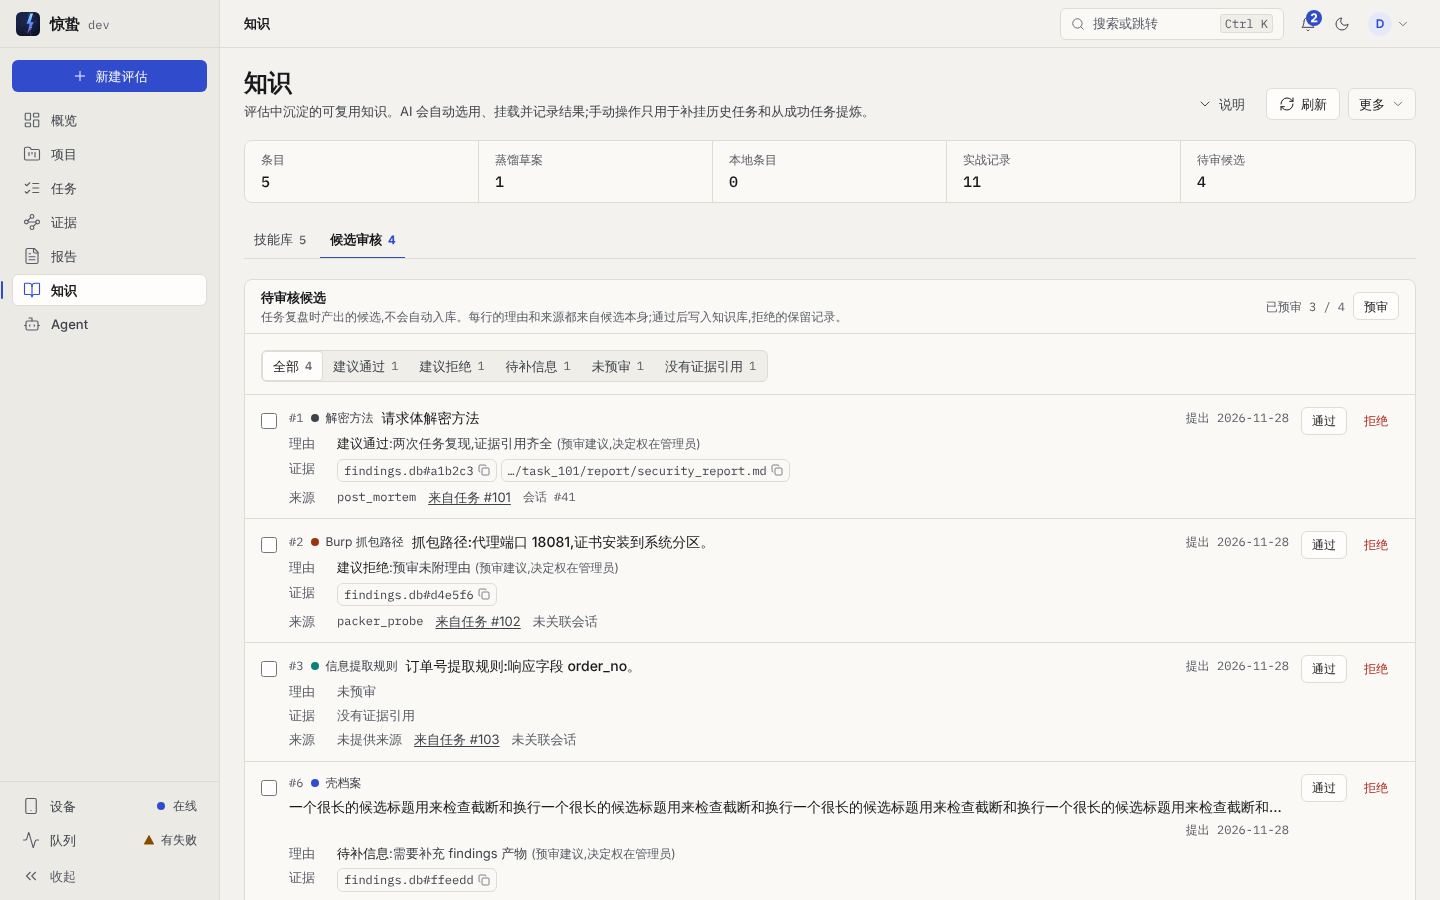 惊蛰 dev
知识
搜索或跳转 Ctrl K
2
D
新建评估
概览
项目
任务
证据
报告
知识
Agent
设备 在线
队列 有失败
收起
知识
评估中沉淀的可复用知识。AI 会自动选用、挂载并记录结果;手动操作只用于补挂历史任务和从成功任务提炼。
说明
刷新
更多
条目
5
蒸馏草案
1
本地条目
0
实战记录
11
待审候选
4
技能库 5
候选审核 4
待审核候选
任务复盘时产出的候选,不会自动入库。每行的理由和来源都来自候选本身;通过后写入知识库,拒绝的保留记录。
已预审 3 / 4 预审
全部 4 建议通过 1 建议拒绝 1 待补信息 1 未预审 1 没有证据引用 1
#1 解密方法 请求体解密方法 提出 2026-11-28 通过 拒绝
理由 建议通过:两次任务复现,证据引用齐全 (预审建议,决定权在管理员)
证据 findings.db#a1b2c3 …/task_101/report/security_report.md
来源 post_mortem 来自任务 #101 会话 #41
#2 Burp 抓包路径 抓包路径:代理端口 18081,证书安装到系统分区。 提出 2026-11-28 通过 拒绝
理由 建议拒绝:预审未附理由 (预审建议,决定权在管理员)
证据 findings.db#d4e5f6
来源 packer_probe 来自任务 #102 未关联会话
#3 信息提取规则 订单号提取规则:响应字段 order_no。 提出 2026-11-28 通过 拒绝
理由 未预审
证据 没有证据引用
来源 未提供来源 来自任务 #103 未关联会话
#6 壳档案 通过 拒绝
一个很长的候选标题用来检查截断和换行一个很长的候选标题用来检查截断和换行一个很长的候选标题用来检查截断和换行一个很长的候选标题用来检查截断和…
提出 2026-11-28
理由 待补信息:需要补充 findings 产物 (预审建议,决定权在管理员)
证据 findings.db#ffeedd